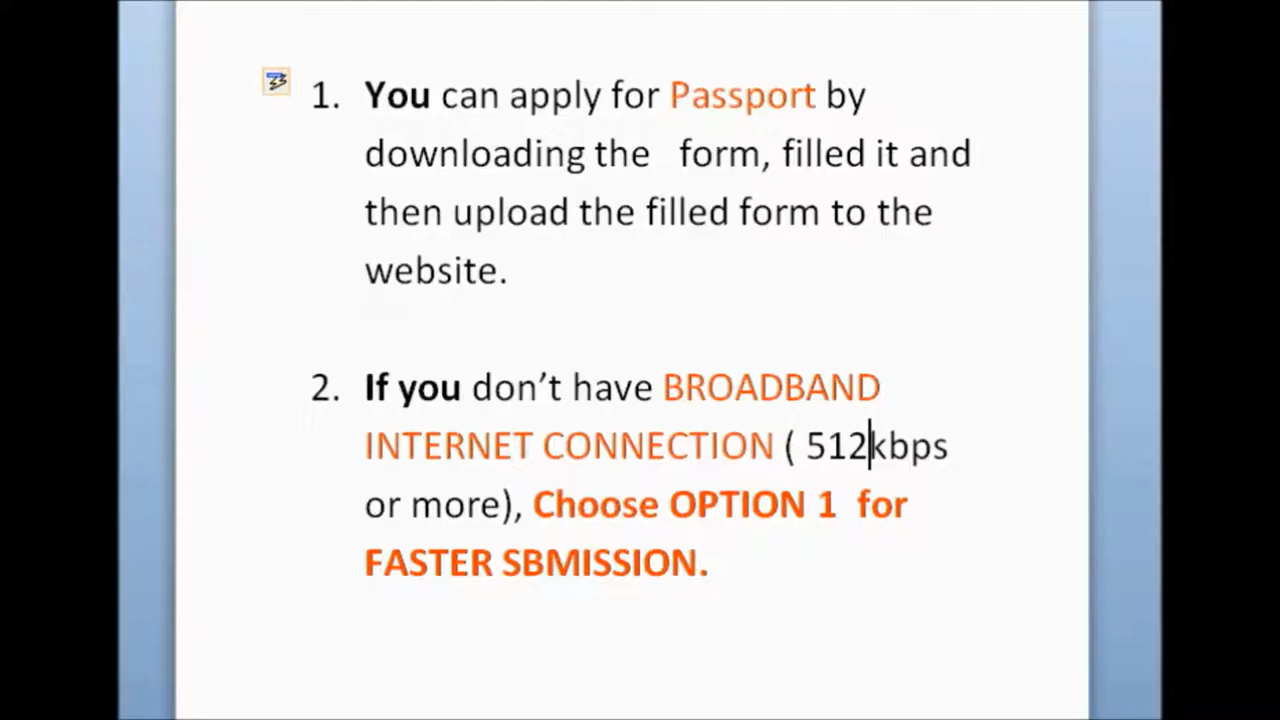 1. You can apply for Passport by
downloading the form, filled it and
then upload the filled form to the
website.
2. If you don’t have BROADBAND
INTERNET CONNECTION ( 512kbps
or more), Choose OPTION 1 for
FASTER SBMISSION.